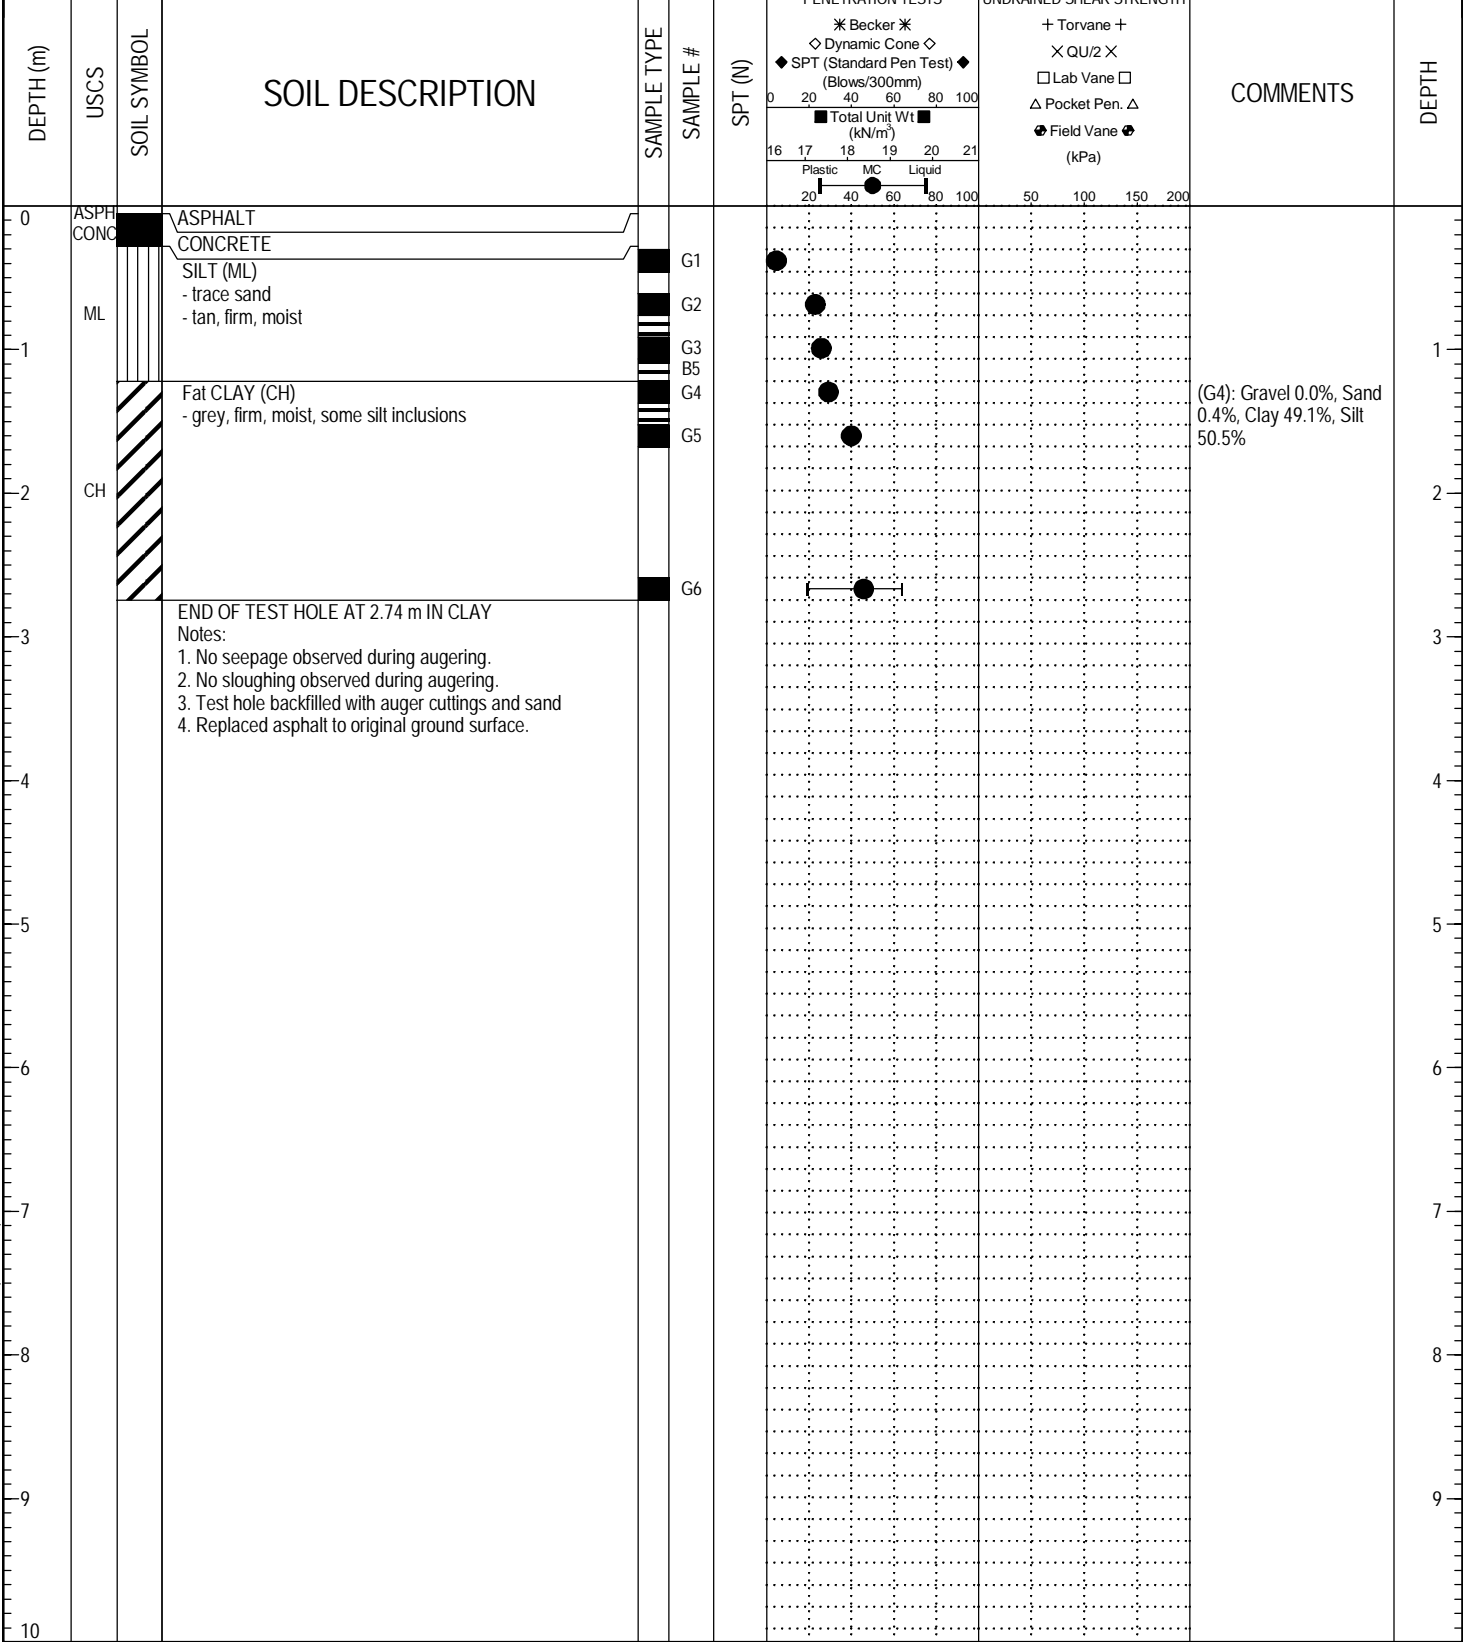 DEPTH (m)
USCS
SOIL SYMBOL
SOIL DESCRIPTION
SAMPLE TYPE
SAMPLE #
SPT (N)
PENETRATION TESTS
Becker
Dynamic Cone
SPT (Standard Pen Test)
(Blows/300mm)
0 20 40 60 80 100
Total Unit Wt
(kN/m³)
16 17 18 19 20 21
Plastic MC Liquid
20 40 60 80 100
UNDRAINED SHEAR STRENGTH
+ Torvane +
QU/2
Lab Vane
Pocket Pen.
Field Vane
(kPa)
50 100 150 200
COMMENTS
DEPTH
0
ASPH
CONC
ASPHALT
CONCRETE
SILT (ML)
- trace sand
- tan, firm, moist
ML
G1
G2
G3
B5
1
1
Fat CLAY (CH)
- grey, firm, moist, some silt inclusions
G4
G5
(G4): Gravel 0.0%, Sand
0.4%, Clay 49.1%, Silt
50.5%
CH
2
2
G6
END OF TEST HOLE AT 2.74 m IN CLAY
Notes:
1. No seepage observed during augering.
2. No sloughing observed during augering.
3. Test hole backfilled with auger cuttings and sand
4. Replaced asphalt to original ground surface.
3
3
4
4
5
5
6
6
7
7
8
8
9
9
10